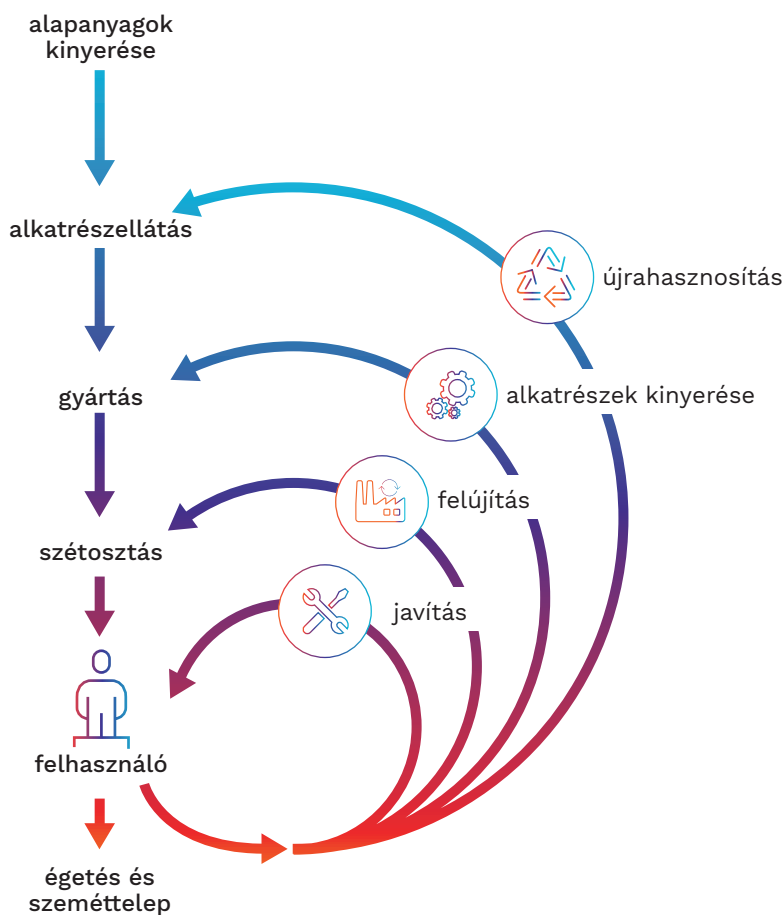 alapanyagok
kinyerése
alkatrészellátás
újrahasznosítás
gyártás
alkatrészek kinyerése
felújítás
szétosztás
javítás
felhasználó
égetés és
szeméttelep